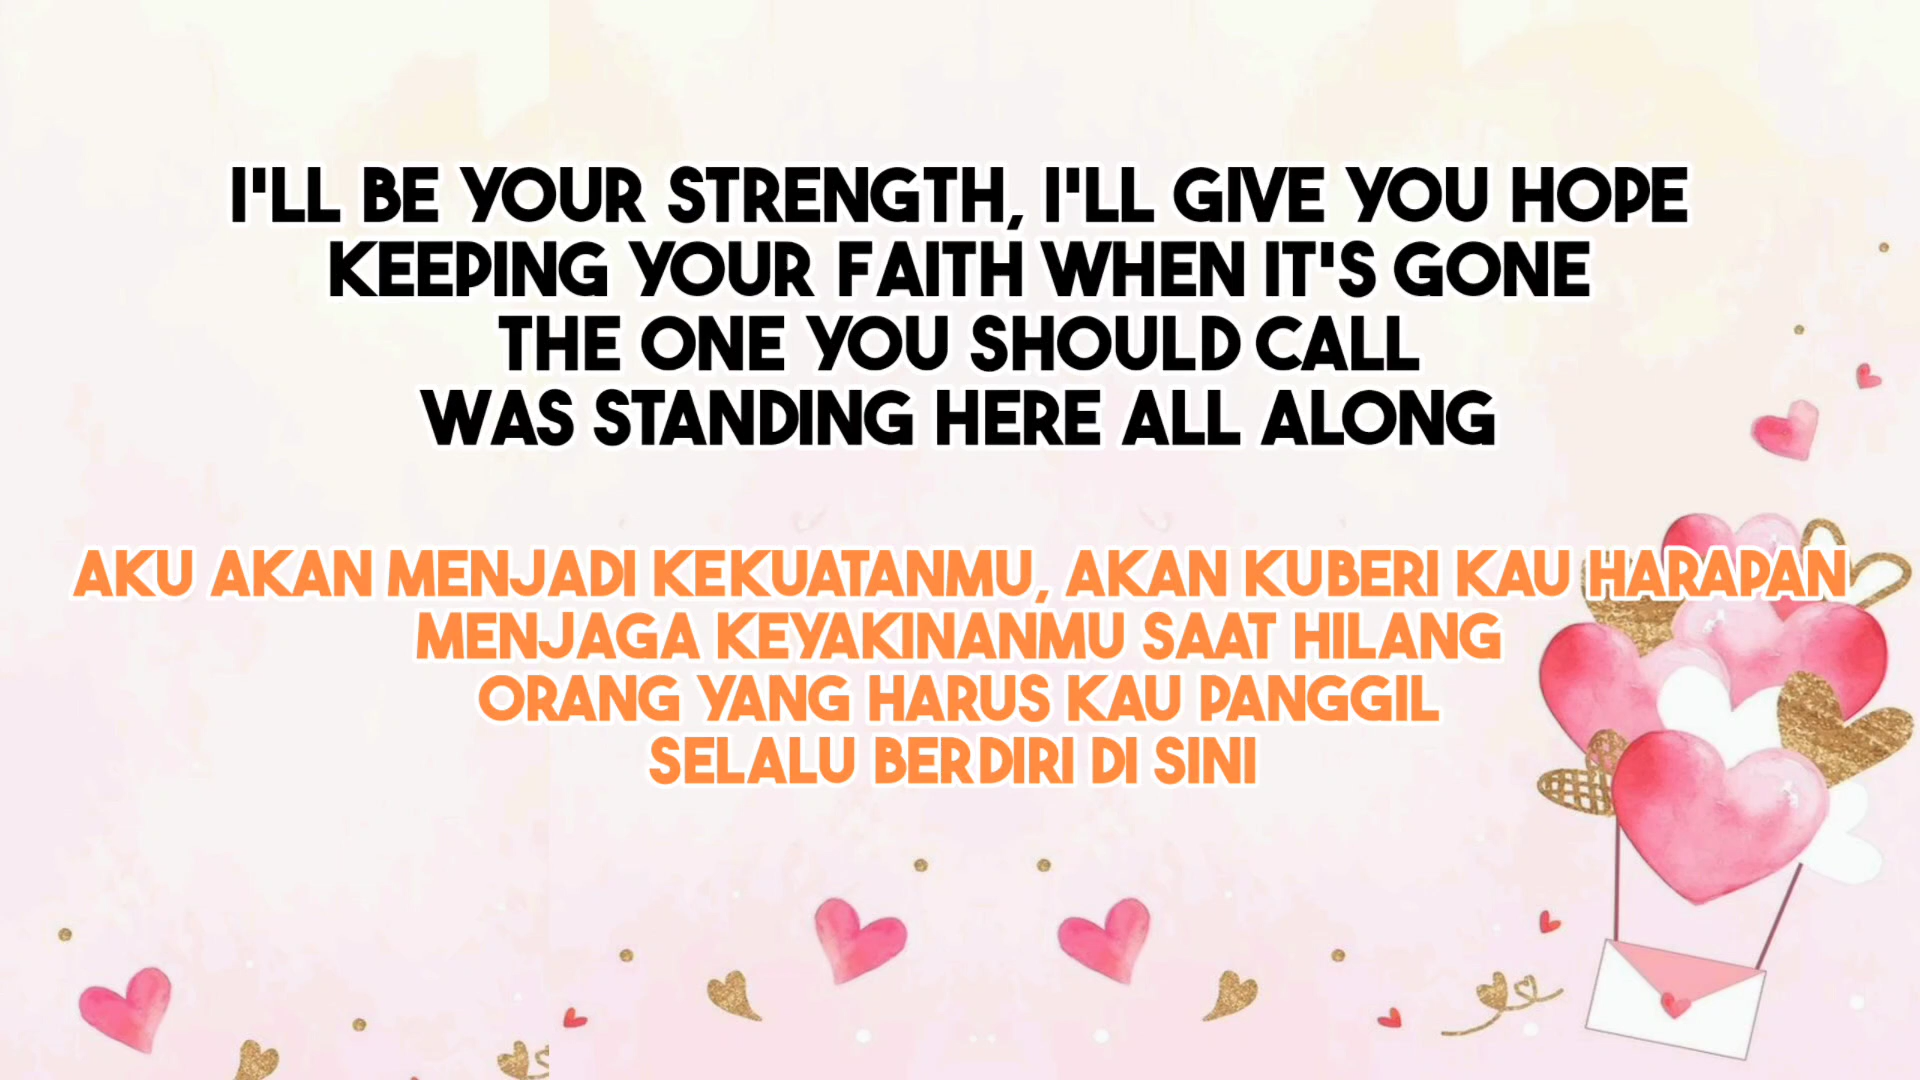 I'LL BE YOUR STRENGTH, I'LL GIVE YOU HOPE
KEEPING YOUR FAITH WHEN IT'S GONE
THE ONE YOU SHOULD CALL
WAS STANDING HERE ALL ALONG
AKU AKAN MENJADI KEKUATANMU, AKAN KUBERI KAU HARAPAN
MENJAGA KEYAKINANMU SAAT HILANG
ORANG YANG HARUS KAU PANGGIL
SELALU BERDIRI DI SINI